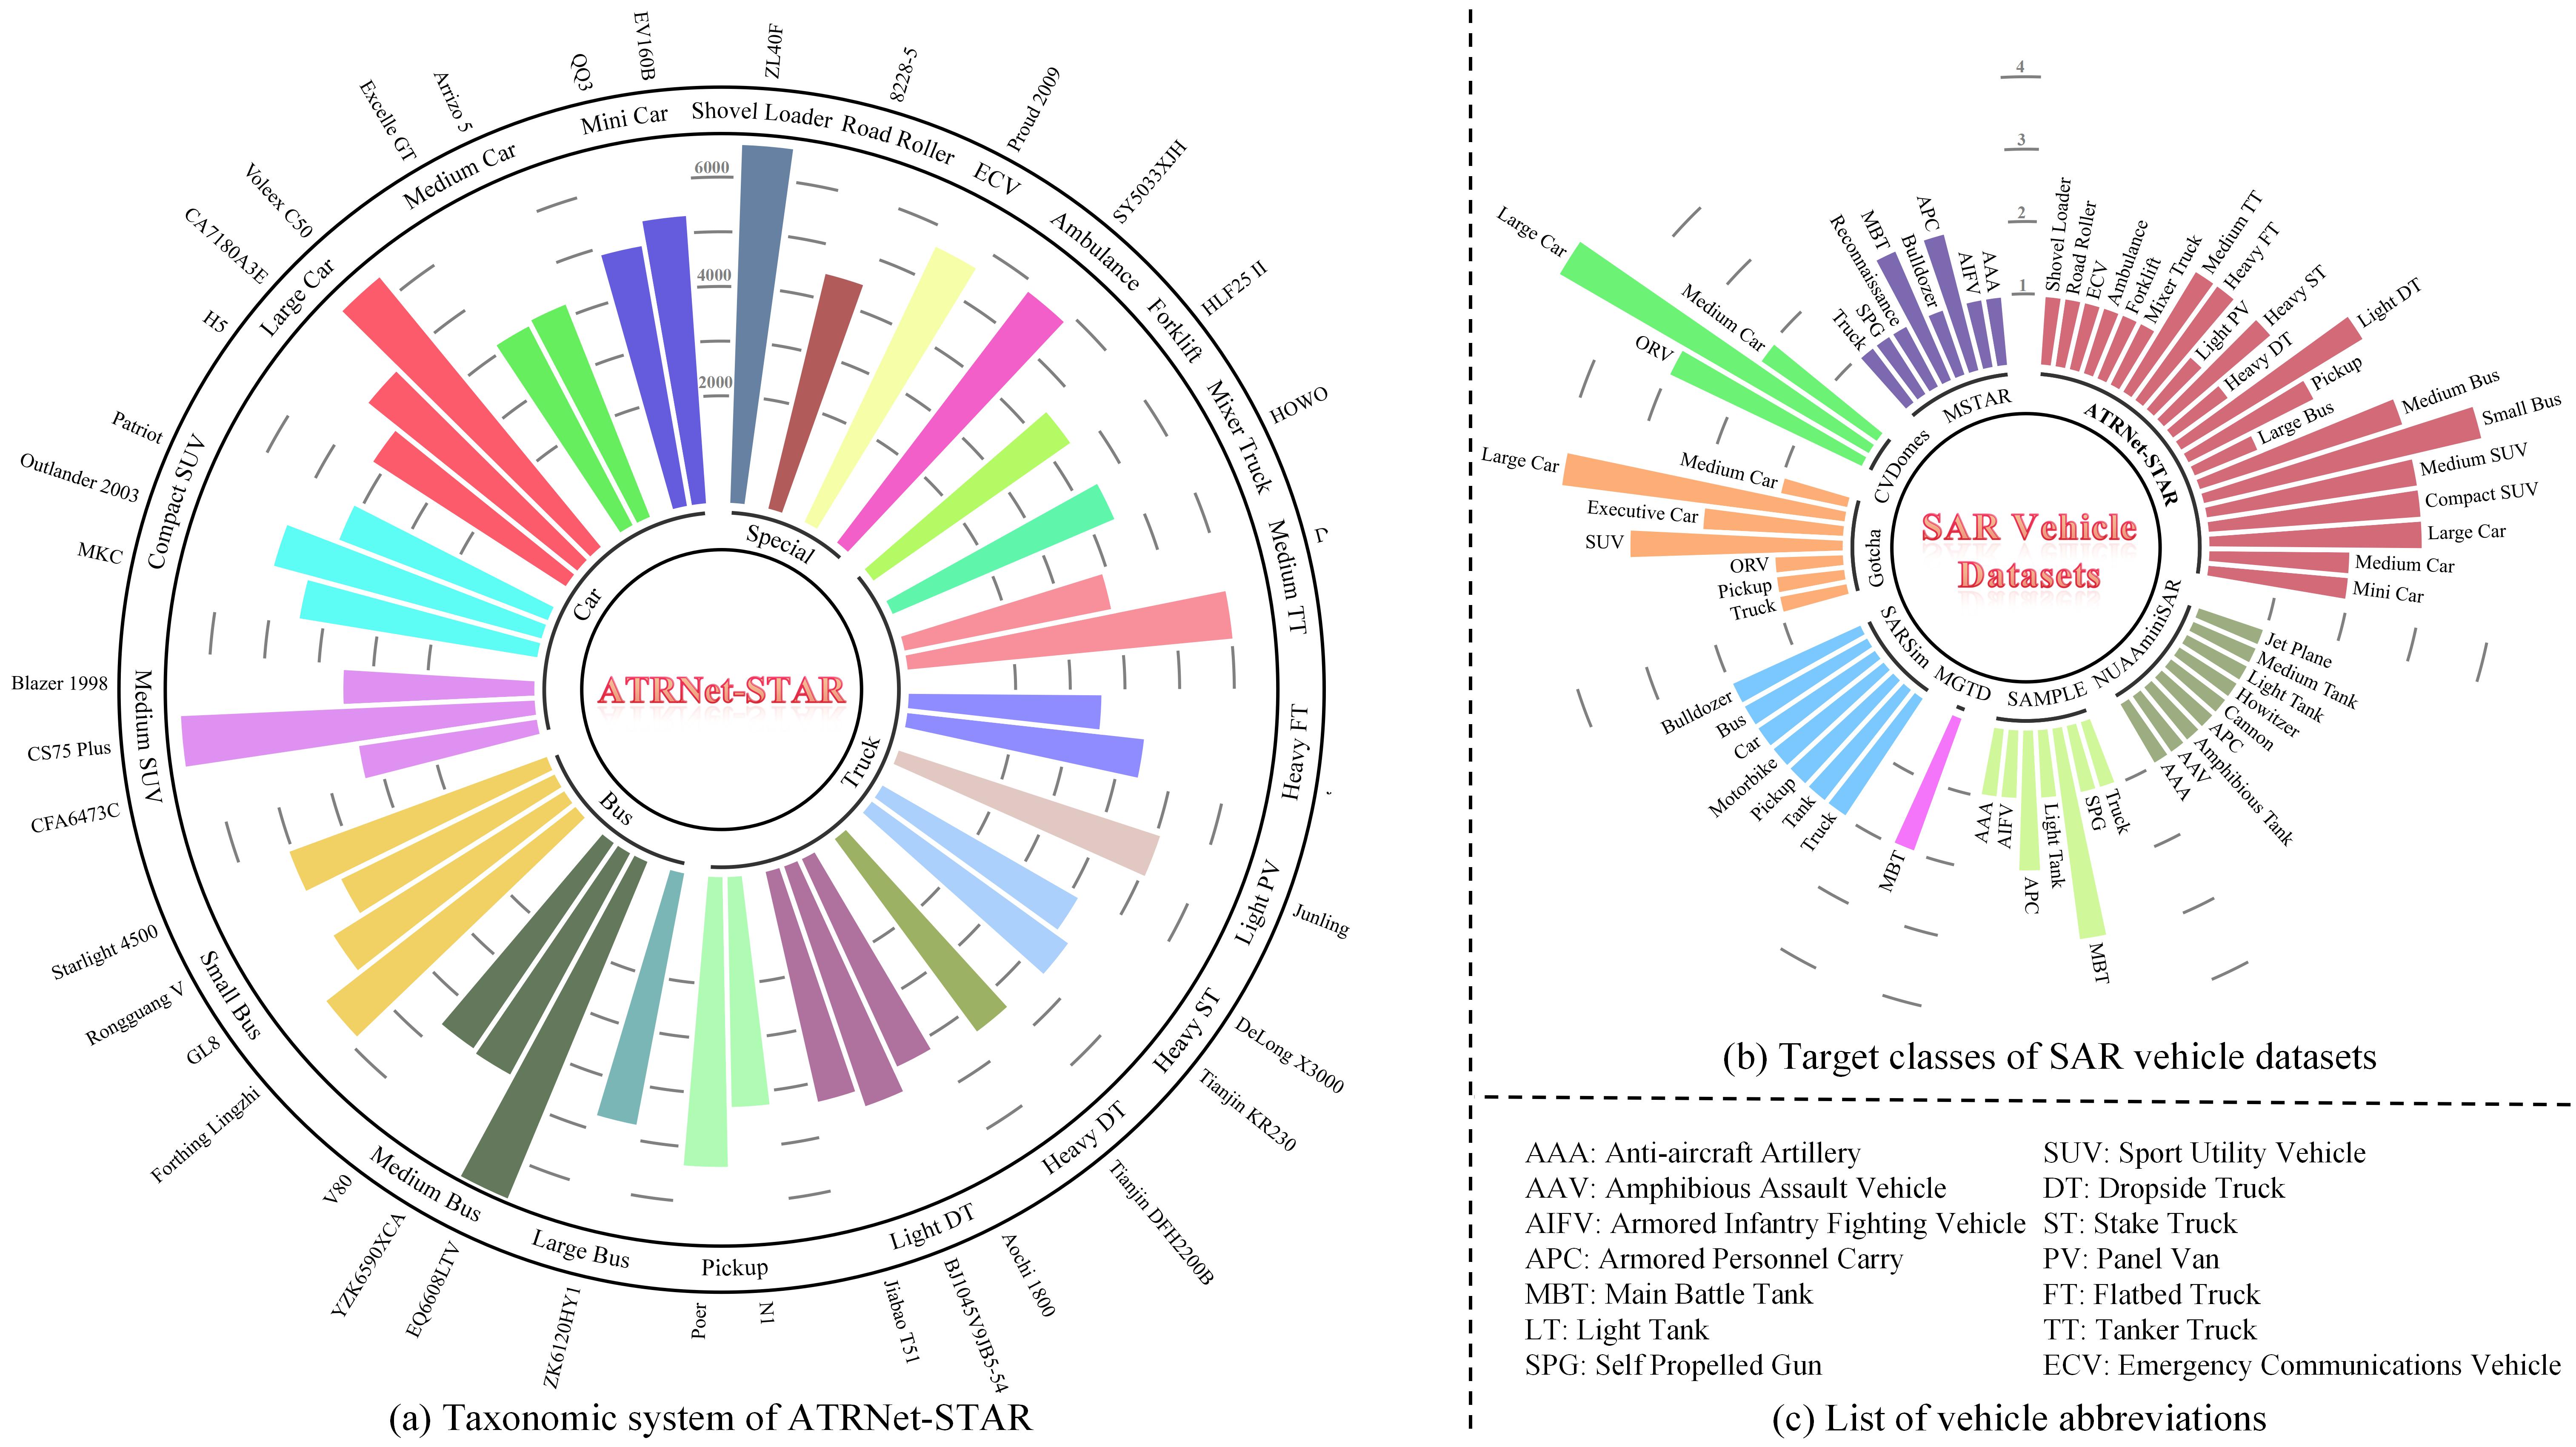 EV160B
ZL40F
QQ3
8228-5
Arrizo 5
Proud 2009
Excelle GT
SY5033XJH
Voleex C50
CA7180A3E
HLF25 II
H5
HOWO
Patriot
Outlander 2003
MKC
Blazer 1998
CS75 Plus
CFA6473C
Junling
Starlight 4500
Rongguang V
GL8
DeLong X3000
Forthing Lingzhi
Tianjin KR230
V80
Tianjin DFH2200B
YZK6590XCA
EQ6608LTV
ZK6120HY1
Poer
N1
Jiabao T51
BJ1045V9JB5-54
Aochi 1800
Mini Car
Shovel Loader
Road Roller
ECV
Ambulance
Forklift
Mixer Truck
Medium TT
Heavy FT
Light PV
Heavy ST
Heavy DT
Light DT
Pickup
Large Bus
Medium Bus
Small Bus
Medium SUV
Compact SUV
Large Car
Medium Car
6000
4000
2000
Special
Car
Truck
Bus
ATRNet-STAR
(a) Taxonomic system of ATRNet-STAR
4
3
2
1
Shovel Loader
Road Roller
ECV
Ambulance
Forklift
Mixer Truck
Medium TT
Heavy FT
Light PV
Heavy ST
Heavy DT
Light DT
Pickup
Large Bus
Medium Bus
Small Bus
Medium SUV
Compact SUV
Large Car
Medium Car
Mini Car
ATRNet-STAR
Jet Plane
Medium Tank
Light Tank
Howitzer
Cannon
APC
Amphibious Tank
AAV
AAA
NUAAminiSAR
Truck
SPG
MBT
Light Tank
APC
AIFV
AAA
SAMPLE
MBT
MGTD
Truck
Tank
Pickup
Motorbike
Car
Bus
Bulldozer
SARSim
Truck
Pickup
ORV
SUV
Executive Car
Large Car
Medium Car
Gotcha
ORV
Large Car
Medium Car
CVDomes
Truck
SPG
Reconnaissance
MBT
Bulldozer
APC
AIFV
AAA
MSTAR
SAR Vehicle
Datasets
(b) Target classes of SAR vehicle datasets
AAA: Anti-aircraft Artillery
AAV: Amphibious Assault Vehicle
AIFV: Armored Infantry Fighting Vehicle
APC: Armored Personnel Carry
MBT: Main Battle Tank
LT: Light Tank
SPG: Self Propelled Gun
SUV: Sport Utility Vehicle
DT: Dropside Truck
ST: Stake Truck
PV: Panel Van
FT: Flatbed Truck
TT: Tanker Truck
ECV: Emergency Communications Vehicle
(c) List of vehicle abbreviations